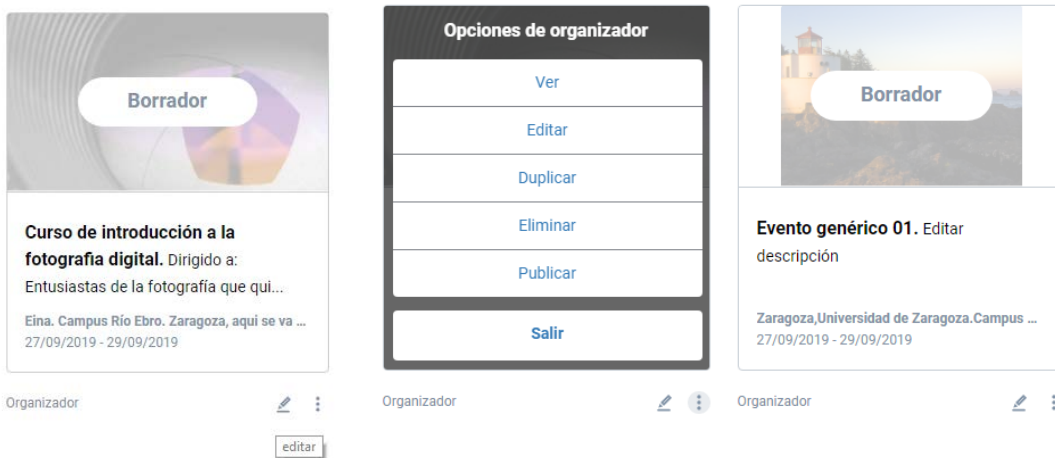 Borrador
Curso de introducción a la
fotografia digital. Dirigido a:
Entusiastas de la fotografía que qui...
Eina. Campus Río Ebro. Zaragoza, aqui se va ...
27/09/2019 - 29/09/2019
Organizador
editar
Opciones de organizador
Ver
Editar
Duplicar
Eliminar
Publicar
Salir
Organizador
Borrador
Evento genérico 01. Editar
descripción
Zaragoza,Universidad de Zaragoza.Campus ...
27/09/2019 - 29/09/2019
Organizador